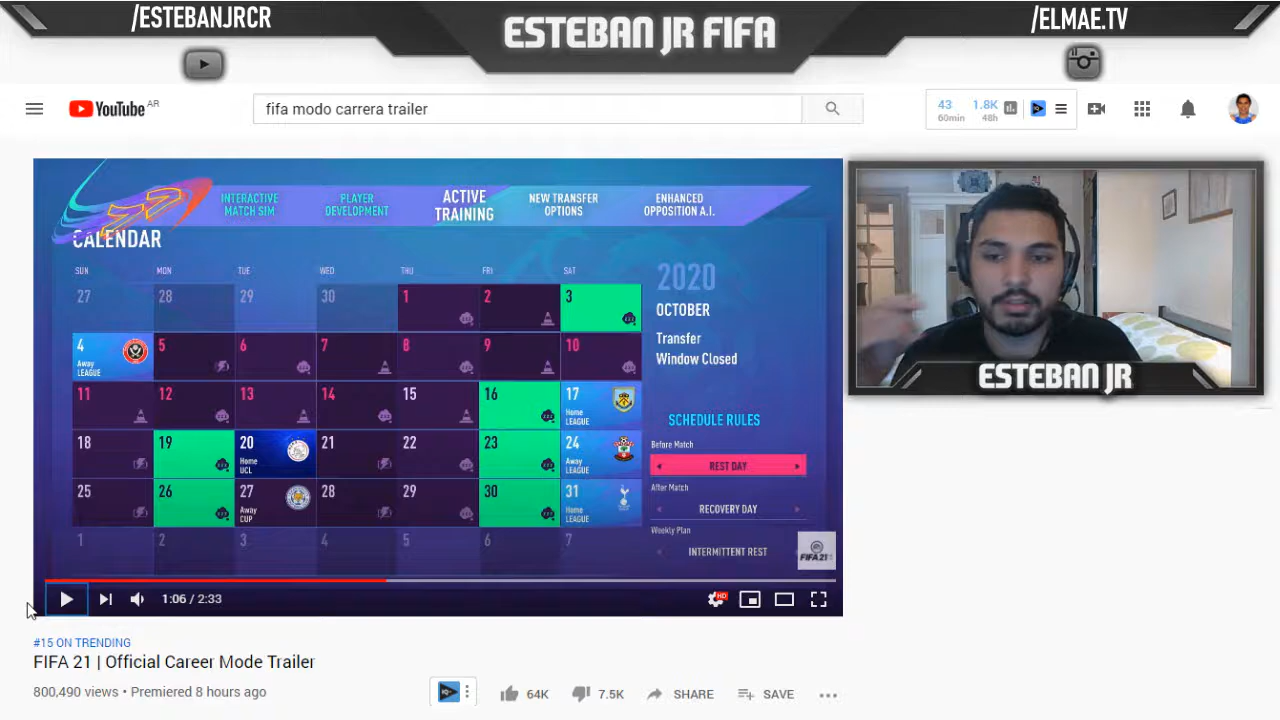 /ESTEBANJRCR
ESTEBAN JR FIFA
/ELMAE.TV
YouTube AR
fifa modo carrera trailer
43
60min
1.8K
48h
INTERACTIVE
MATCH SIM
PLAYER
DEVELOPMENT
ACTIVE
TRAINING
NEW TRANSFER
OPTIONS
ENHANCED
OPPOSITION A.I.
CALENDAR
SUN MON TUE WED THU FRI SAT
27 28 29 30 1 2 3
4 5 6 7 8 9 10
Away
LEAGUE
11 12 13 14 15 16 17
Home
LEAGUE
18 19 20 21 22 23 24
Home
UCL
Away
LEAGUE
25 26 27 28 29 30 31
Away
CUP
Home
LEAGUE
1 2 3 4 5 6 7
2020
OCTOBER
Transfer
Window Closed
SCHEDULE RULES
Before Match
REST DAY
After Match
RECOVERY DAY
Weekly Plan
INTERMITTENT REST
FIFA 21
ESTEBAN JR
1:06 / 2:33
HD
#15 ON TRENDING
FIFA 21 | Official Career Mode Trailer
800,490 views • Premiered 8 hours ago
64K
7.5K
SHARE
SAVE